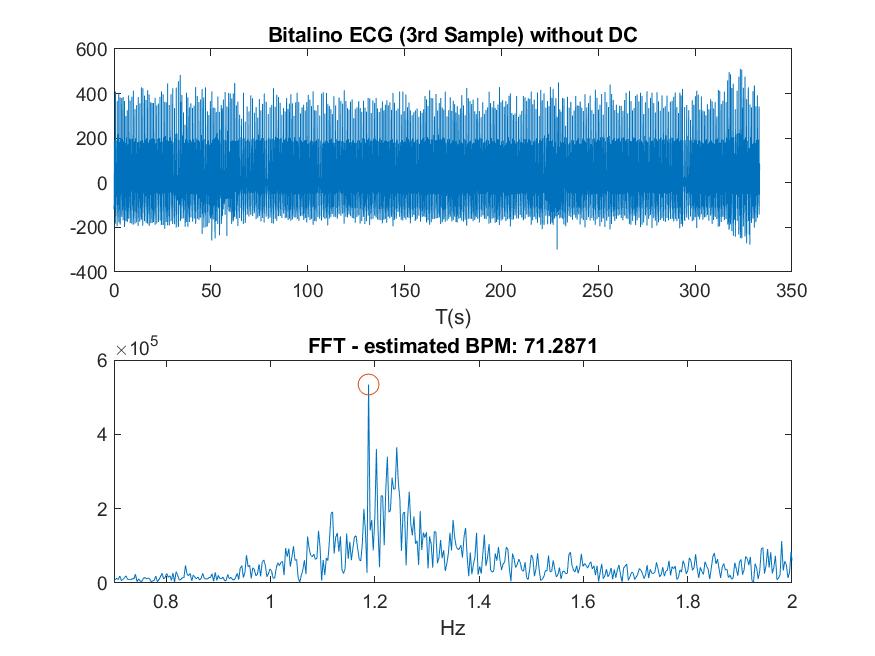 Bitalino ECG (3rd Sample) without DC
600
400
200
0
-200
-400
0 50 100 150 200 250 300 350
T(s)
FFT - estimated BPM: 71.2871
×10^5
6
4
2
0
0.8 1 1.2 1.4 1.6 1.8 2
Hz